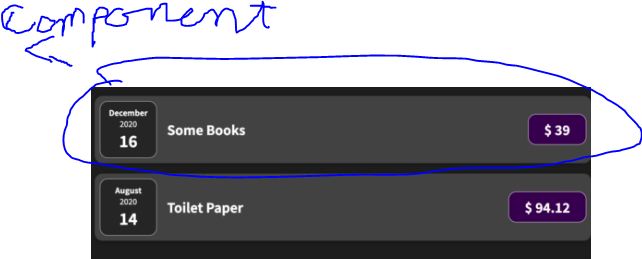 Component
December
2020
16
Some Books
$ 39
August
2020
14
Toilet Paper
$ 94.12